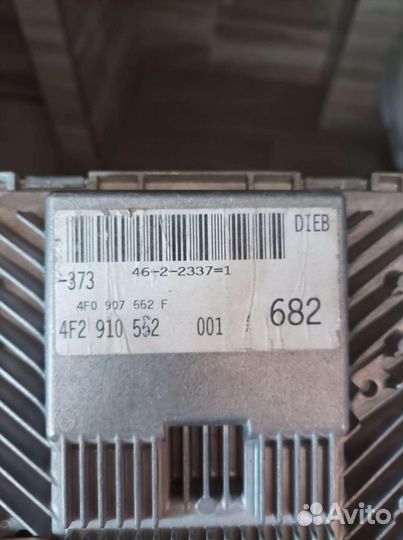 DIEB
46-2-2337=1
-373
4F0 907 552 F
4F2 910 552 001 682
Avito